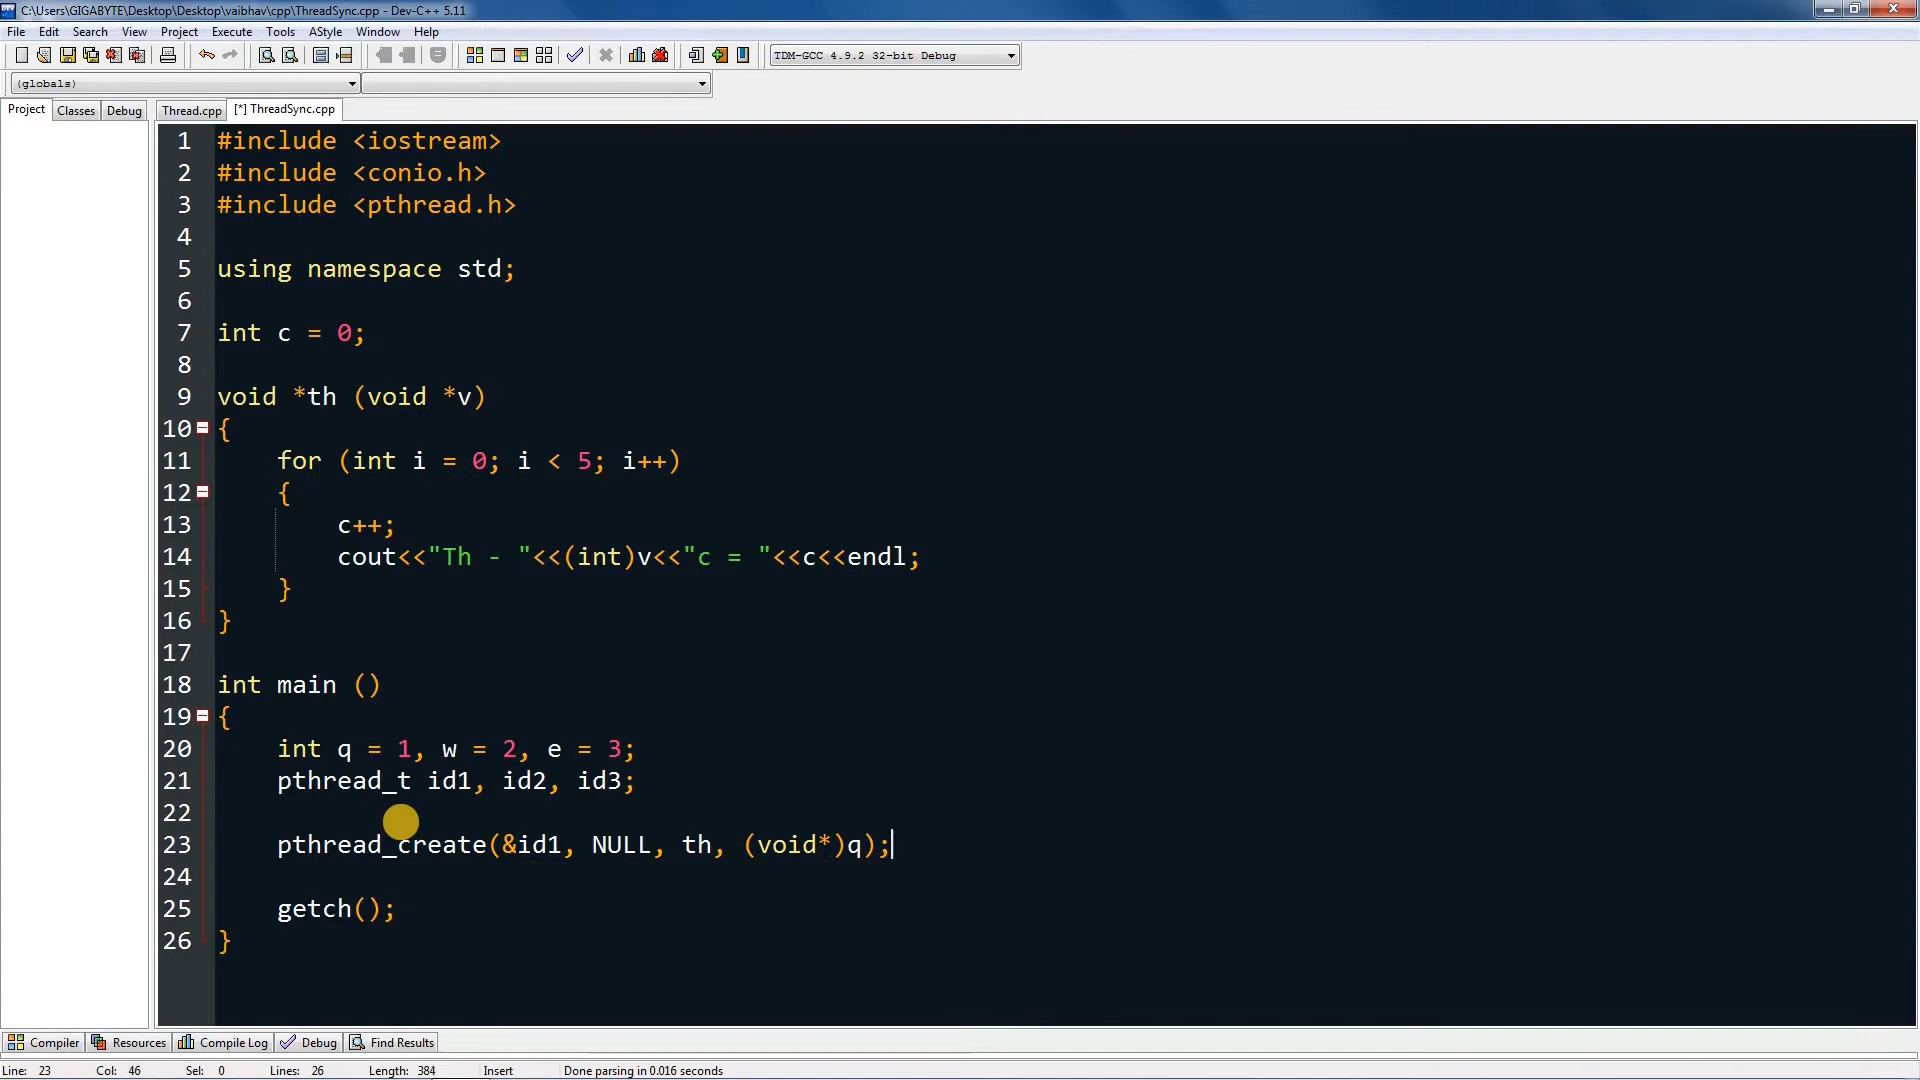 C:\Users\GIGABYTE\Desktop\Desktop\vaibhav\cpp\ThreadSync.cpp - Dev-C++ 5.11
File Edit Search View Project Execute Tools AStyle Window Help
TDM-GCC 4.9.2 32-bit Debug
(globals)
Project Classes Debug Thread.cpp [*] ThreadSync.cpp
1 #include <iostream>
2 #include <conio.h>
3 #include <pthread.h>
4
5 using namespace std;
6
7 int c = 0;
8
9 void *th (void *v)
10 {
11 for (int i = 0; i < 5; i++)
12 {
13 c++;
14 cout<<"Th - "<<(int)v<<"c = "<<c<<endl;
15 }
16 }
17
18 int main ()
19 {
20 int q = 1, w = 2, e = 3;
21 pthread_t id1, id2, id3;
22
23 pthread_create(&id1, NULL, th, (void*)q);
24
25 getch();
26 }
Compiler Resources Compile Log Debug Find Results
Line: 23 Col: 46 Sel: 0 Lines: 26 Length: 384 Insert Done parsing in 0.016 seconds